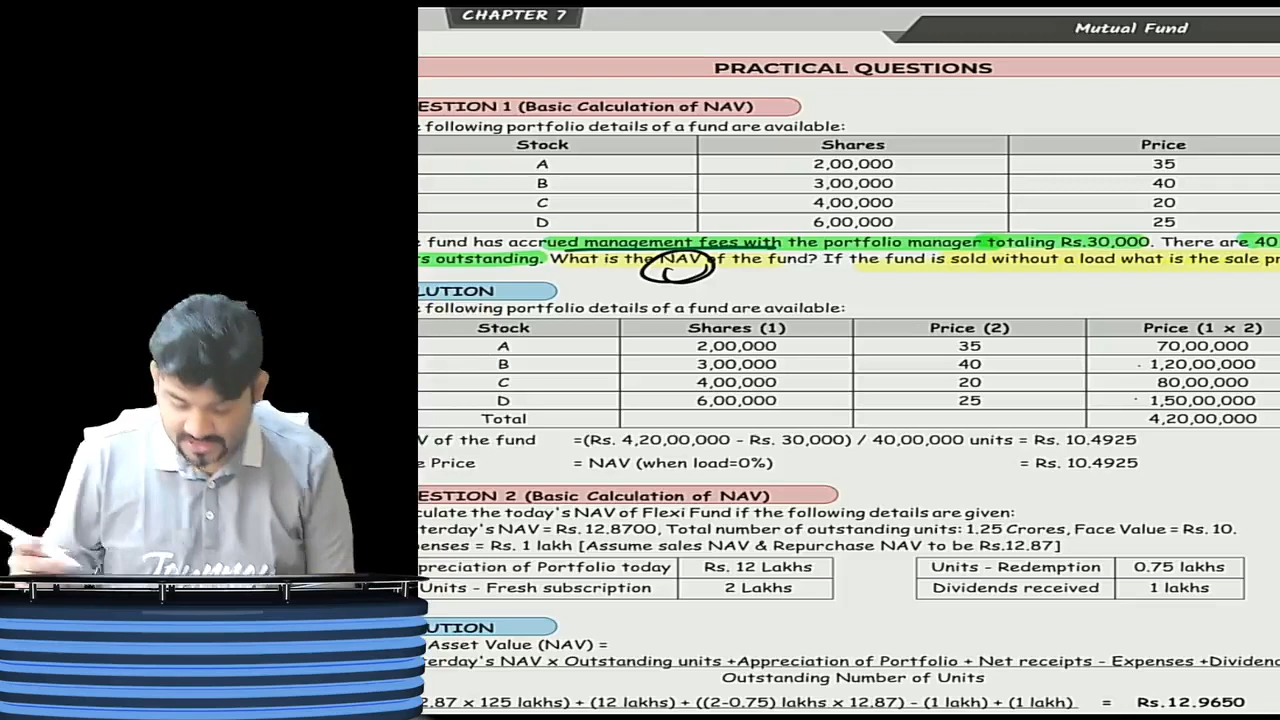 CHAPTER 7
Mutual Fund
PRACTICAL QUESTIONS
ESTION 1 (Basic Calculation of NAV)
e following portfolio details of a fund are available:
Stock Shares Price
A 2,00,000 35
B 3,00,000 40
C 4,00,000 20
D 6,00,000 25
e fund has accrued management fees with the portfolio manager totaling Rs.30,000. There are 40
s outstanding. What is the NAV of the fund? If the fund is sold without a load what is the sale pr
LUTION
e following portfolio details of a fund are available:
Stock Shares (1) Price (2) Price (1 x 2)
A 2,00,000 35 70,00,000
B 3,00,000 40 1,20,00,000
C 4,00,000 20 80,00,000
D 6,00,000 25 1,50,00,000
Total 4,20,00,000
V of the fund =(Rs. 4,20,00,000 - Rs. 30,000) / 40,00,000 units = Rs. 10.4925
e Price = NAV (when load=0%) = Rs. 10.4925
ESTION 2 (Basic Calculation of NAV)
culate the today's NAV of Flexi Fund if the following details are given:
terday's NAV = Rs. 12.8700, Total number of outstanding units: 1.25 Crores, Face Value = Rs. 10.
enses = Rs. 1 lakh [Assume sales NAV & Repurchase NAV to be Rs.12.87]
preciation of Portfolio today Rs. 12 Lakhs Units - Redemption 0.75 lakhs
Units - Fresh subscription 2 Lakhs Dividends received 1 lakhs
UTION
Asset Value (NAV) =
terday's NAV x Outstanding units +Appreciation of Portfolio + Net receipts - Expenses +Dividend
Outstanding Number of Units
2.87 x 125 lakhs) + (12 lakhs) + ((2-0.75) lakhs x 12.87) - (1 lakh) + (1 lakh) = Rs.12.9650